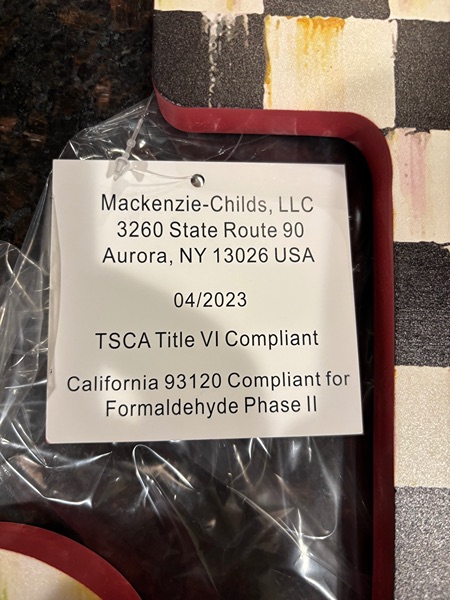 Mackenzie-Childs, LLC
3260 State Route 90
Aurora, NY 13026 USA
04/2023
TSCA Title VI Compliant
California 93120 Compliant for
Formaldehyde Phase II